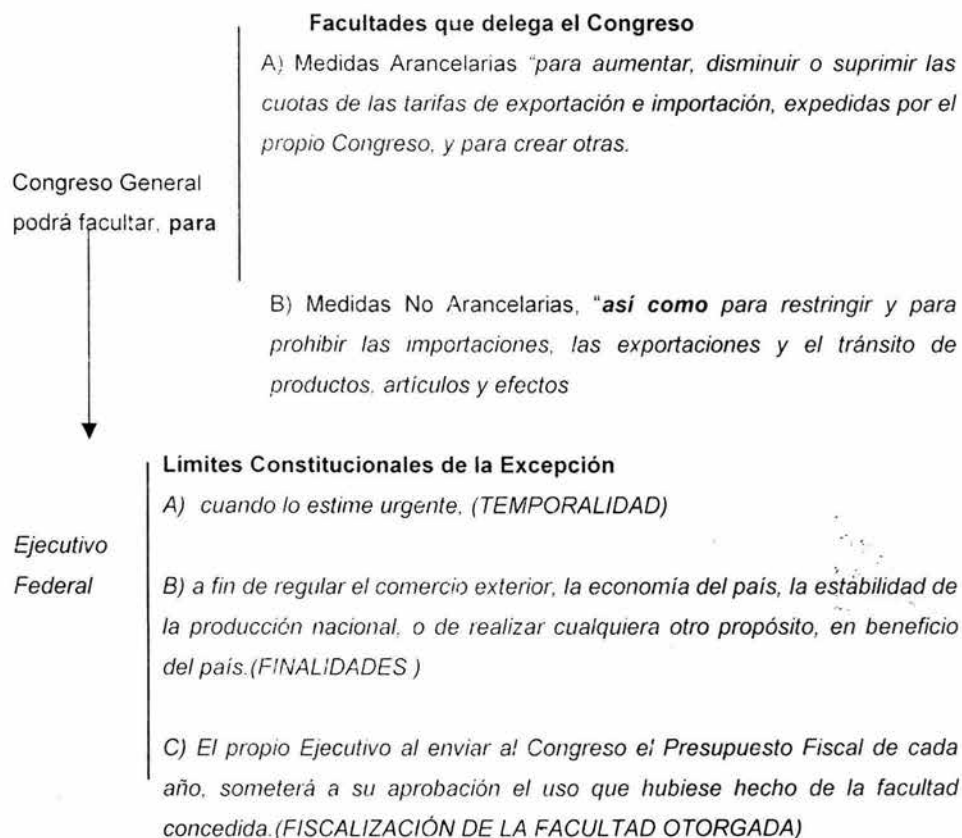 Facultades que delega el Congreso
A) Medidas Arancelarias “para aumentar, disminuir o suprimir las
cuotas de las tarifas de exportación e importación, expedidas por el
propio Congreso, y para crear otras.
Congreso General
podrá facultar, para
B) Medidas No Arancelarias, “así como para restringir y para
prohibir las importaciones, las exportaciones y el tránsito de
productos, artículos y efectos
Limites Constitucionales de la Excepción
A) cuando lo estime urgente, (TEMPORALIDAD)
Ejecutivo
Federal
B) a fin de regular el comercio exterior, la economía del país, la estabilidad de
la producción nacional, o de realizar cualquiera otro propósito, en beneficio
del país.(FINALIDADES )
C) El propio Ejecutivo al enviar al Congreso el Presupuesto Fiscal de cada
año, someterá a su aprobación el uso que hubiese hecho de la facultad
concedida.(FISCALIZACIÓN DE LA FACULTAD OTORGADA)